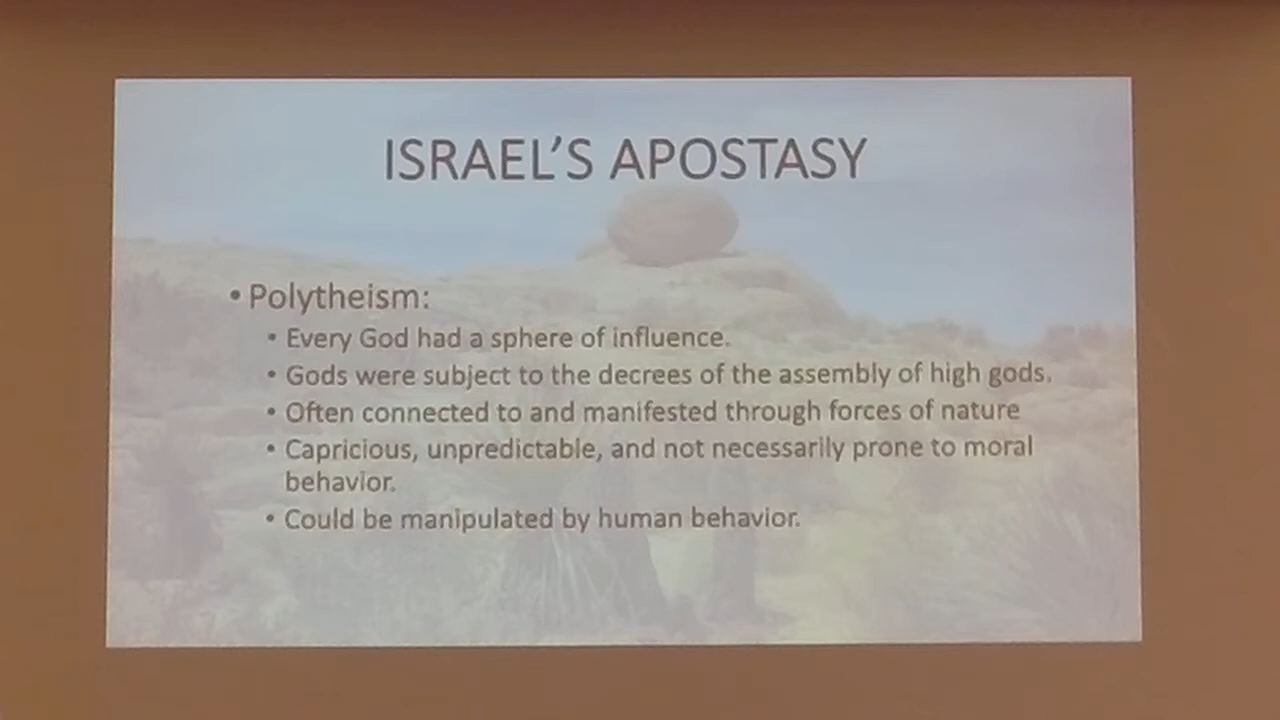 ISRAEL’S APOSTASY
• Polytheism:
• Every God had a sphere of influence.
• Gods were subject to the decrees of the assembly of high gods.
• Often connected to and manifested through forces of nature
• Capricious, unpredictable, and not necessarily prone to moral
behavior.
• Could be manipulated by human behavior.